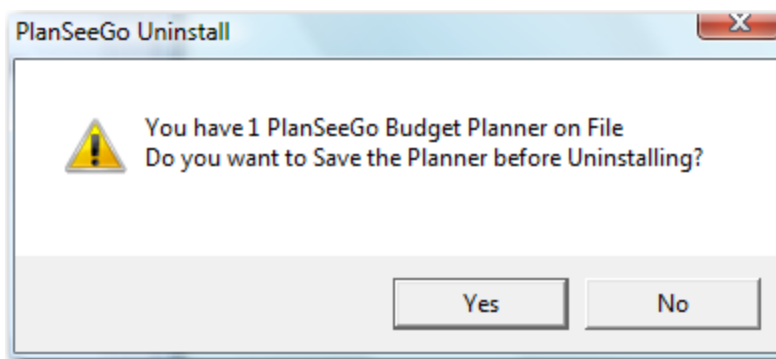 PlanSeeGo Uninstall
You have 1 PlanSeeGo Budget Planner on File
Do you want to Save the Planner before Uninstalling?
Yes
No